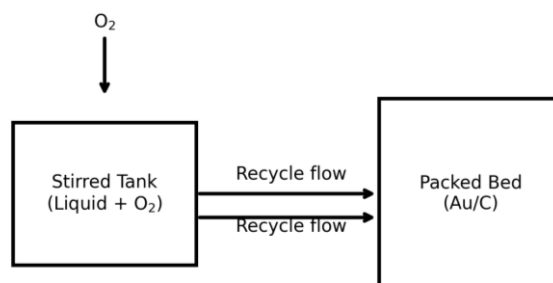 O₂
Stirred Tank
(Liquid + O₂)
Recycle flow
Recycle flow
Packed Bed
(Au/C)